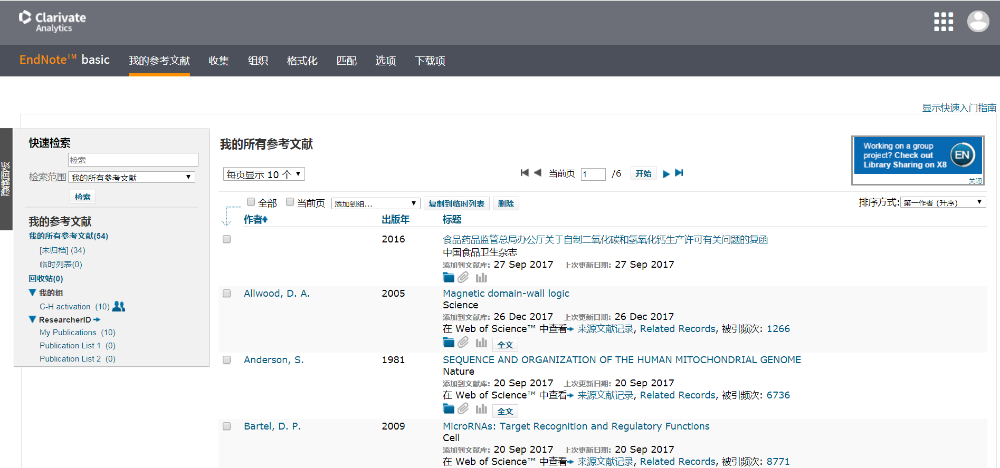 Clarivate
Analytics
EndNote™ basic 我的参考文献 收集 组织 格式化 匹配 选项 下载项
显示快速入门指南
隐藏面板
快速检索
检索
检索范围 我的所有参考文献
检索
我的参考文献
我的所有参考文献(54)
[未归档] (34)
临时列表(0)
回收站(0)
我的组
C-H activation (10)
ResearcherID
My Publications (10)
Publication List 1 (0)
Publication List 2 (0)
我的所有参考文献
Working on a group
project? Check out
Library Sharing on X8
EN
关闭
每页显示 10 个 当前页 1 /6 开始
全部 当前页 添加到组... 复制到临时列表 删除 排序方式: 第一作者 (升序)
作者 出版年 标题
2016 食品药品监管总局办公厅关于自制二氧化碳和氢氧化钙生产许可有关问题的复函
中国食品卫生杂志
添加到文献库: 27 Sep 2017 上次更新日期: 27 Sep 2017
Allwood, D. A. 2005 Magnetic domain-wall logic
Science
添加到文献库: 26 Dec 2017 上次更新日期: 26 Dec 2017
在 Web of Science™ 中查看 来源文献记录, Related Records, 被引频次: 1266
全文
Anderson, S. 1981 SEQUENCE AND ORGANIZATION OF THE HUMAN MITOCHONDRIAL GENOME
Nature
添加到文献库: 20 Sep 2017 上次更新日期: 20 Sep 2017
在 Web of Science™ 中查看 来源文献记录, Related Records, 被引频次: 6736
全文
Bartel, D. P. 2009 MicroRNAs: Target Recognition and Regulatory Functions
Cell
添加到文献库: 20 Sep 2017 上次更新日期: 20 Sep 2017
在 Web of Science™ 中查看 来源文献记录, Related Records, 被引频次: 8771